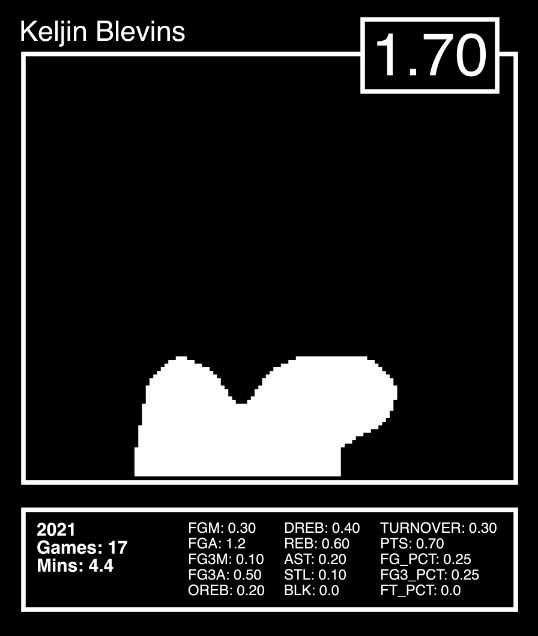 Keljin Blevins
1.70
2021
Games: 17
Mins: 4.4
FGM: 0.30
FGA: 1.2
FG3M: 0.10
FG3A: 0.50
OREB: 0.20
DREB: 0.40
REB: 0.60
AST: 0.20
STL: 0.10
BLK: 0.0
TURNOVER: 0.30
PTS: 0.70
FG_PCT: 0.25
FG3_PCT: 0.25
FT_PCT: 0.0